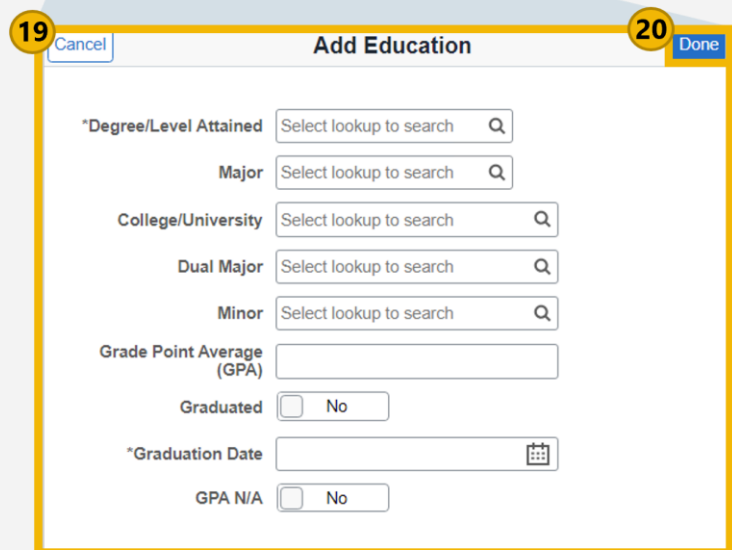 19
Cancel
Add Education
20
Done
*Degree/Level Attained Select lookup to search
Major Select lookup to search
College/University Select lookup to search
Dual Major Select lookup to search
Minor Select lookup to search
Grade Point Average
(GPA)
Graduated No
*Graduation Date
GPA N/A No